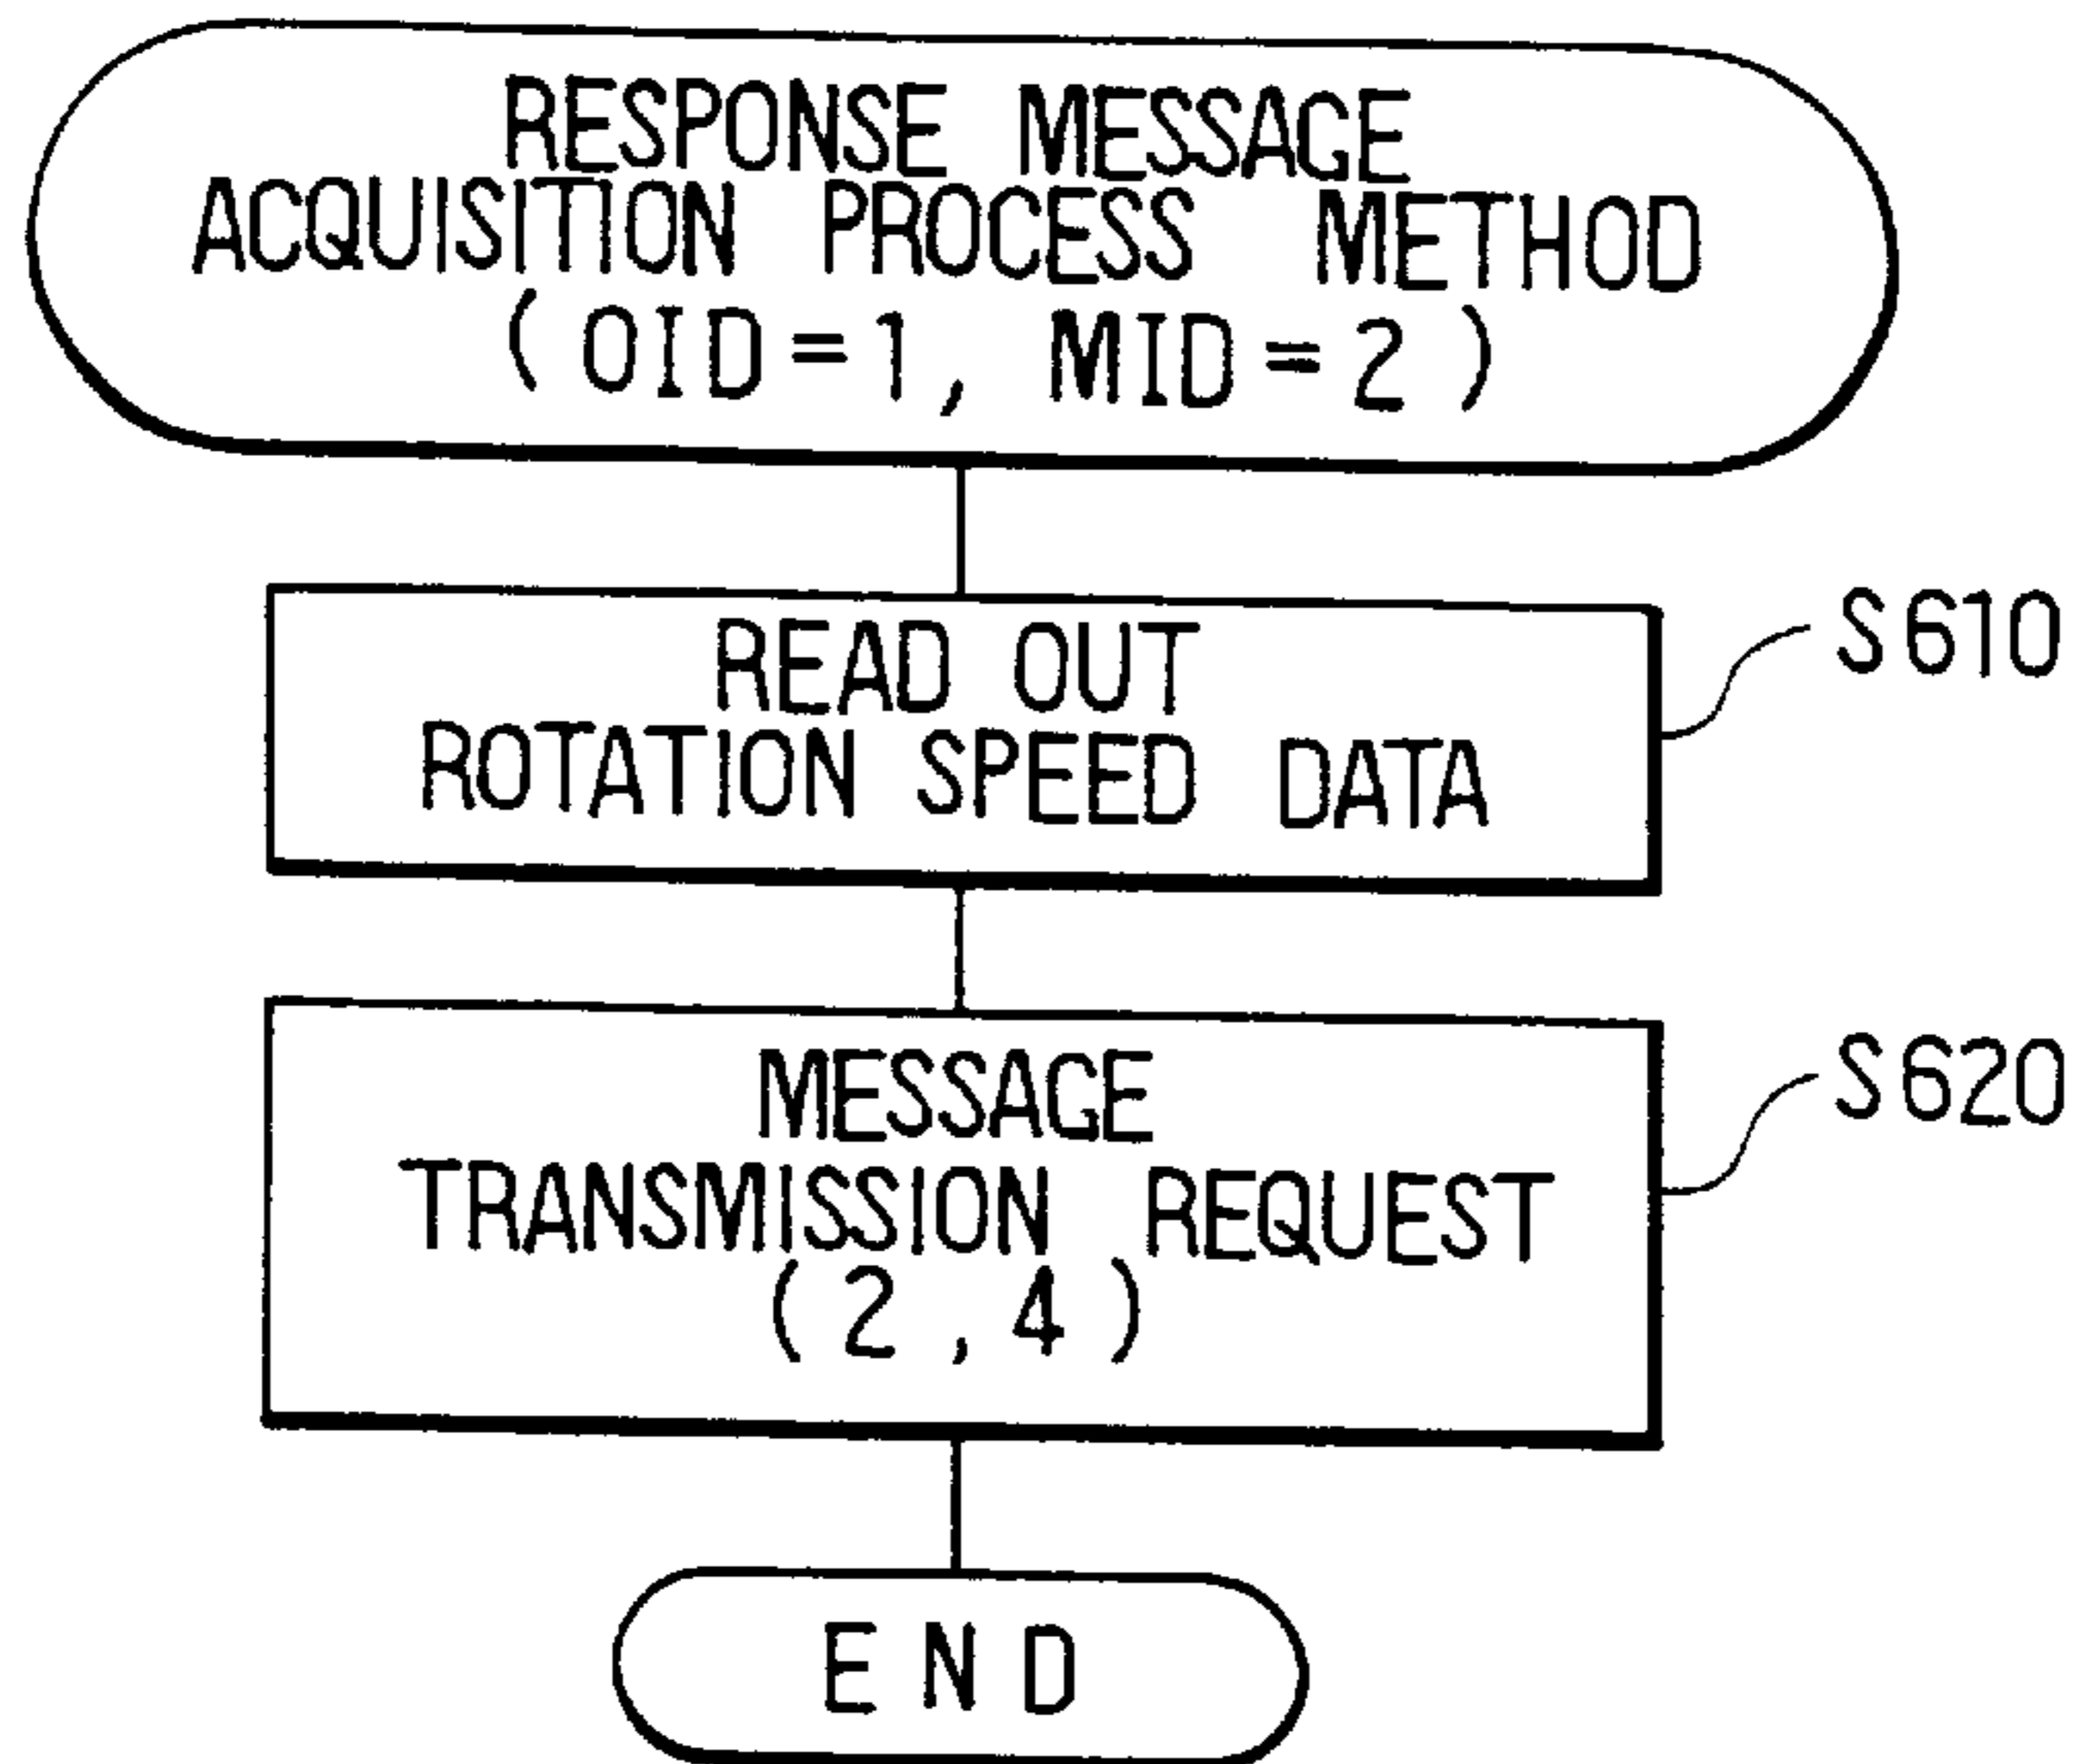 RESPONSE MESSAGE
ACQUISITION PROCESS METHOD
(OID=1, MID=2)
READ OUT
ROTATION SPEED DATA
S610
MESSAGE
TRANSMISSION REQUEST
(2,4)
S620
END